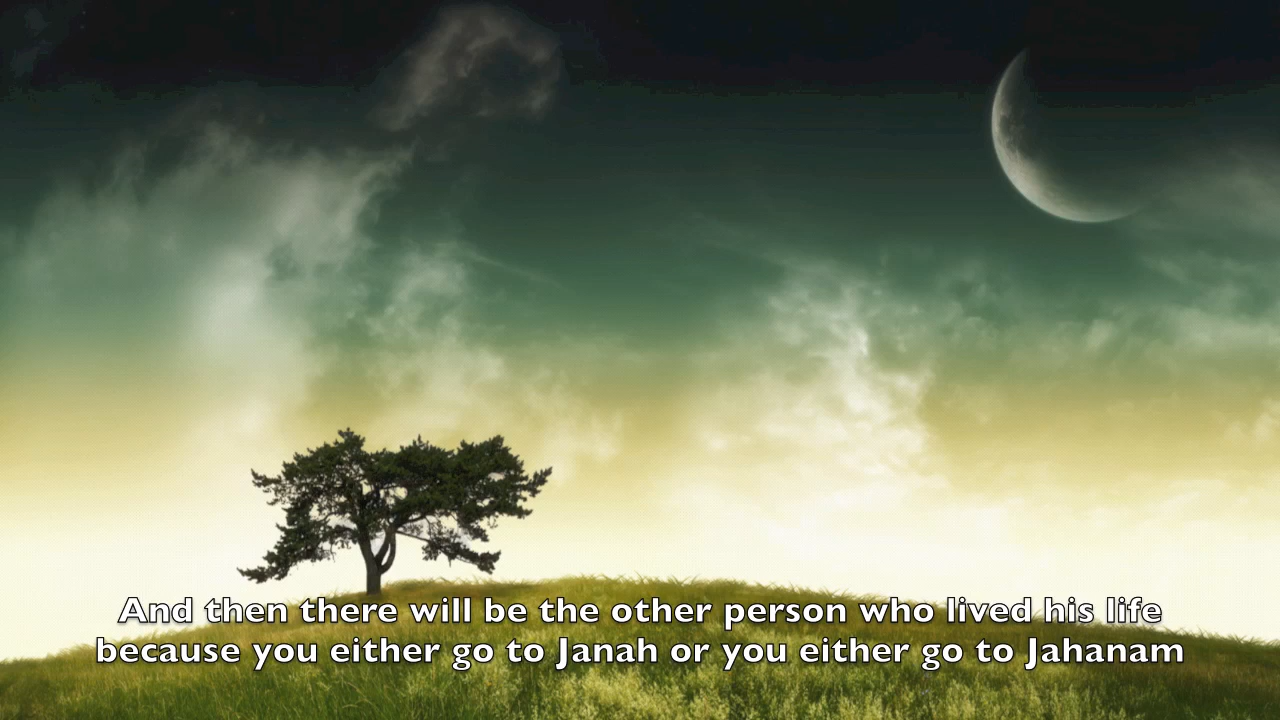 And then there will be the other person who lived his life
because you either go to Janah or you either go to Jahanam